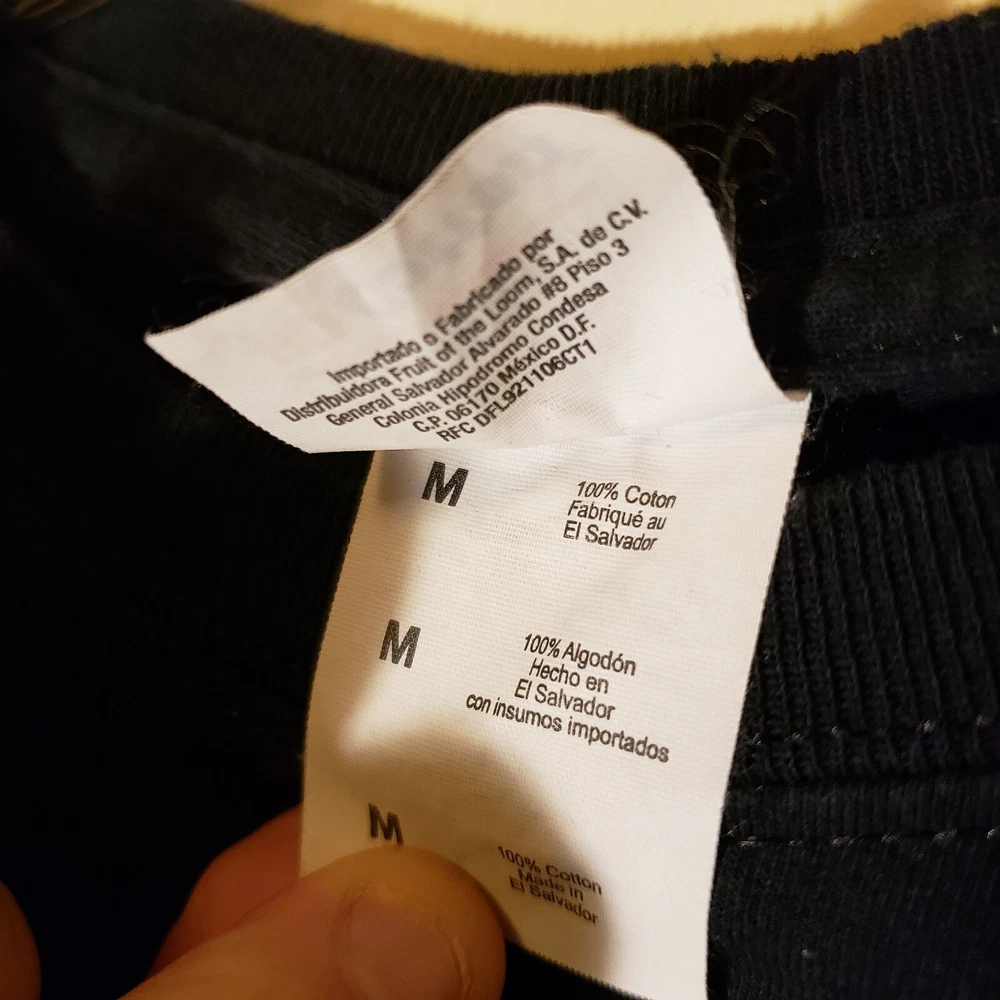 Importado o Fabricado por
Distribuidora Fruit of the Loom, S.A. de C.V.
General Salvador Alvarado #8 Piso 3
Colonia Hipodromo Condesa
C.P. 06170 México D.F.
RFC DFL921106CT1
M
100% Coton
Fabriqué au
El Salvador
M
100% Algodón
Hecho en
El Salvador
con insumos importados
M
100% Cotton
Made in
El Salvador